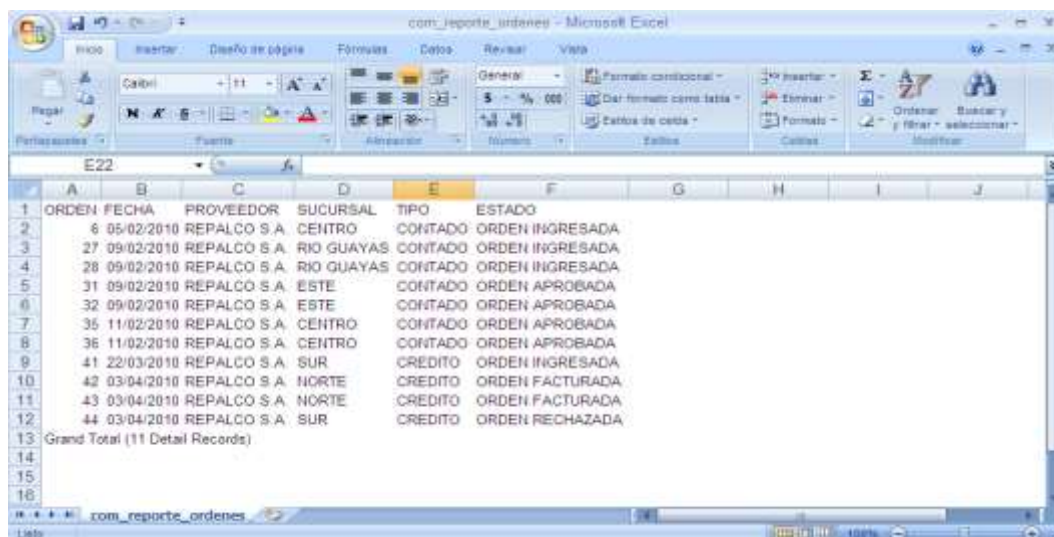 com_reporte_ordenes - Microsoft Excel
Inicio Insertar Diseño de página Fórmulas Datos Revisar Vista
Pegar
Calibri 11
General
Formato condicional
Dar formato como tabla
Estilos de celda
Insertar
Eliminar
Formato
Ordenar y filtrar
Buscar y seleccionar
N K S
$ % 000
Portapapeles Fuente Alineación Número Estilos Celdas Modificar
E22 fx
A B C D E F G H I J
1 ORDEN FECHA PROVEEDOR SUCURSAL TIPO ESTADO
2 6 05/02/2010 REPALCO S.A. CENTRO CONTADO ORDEN INGRESADA
3 27 09/02/2010 REPALCO S.A. RIO GUAYAS CONTADO ORDEN INGRESADA
4 28 09/02/2010 REPALCO S.A. RIO GUAYAS CONTADO ORDEN INGRESADA
5 31 09/02/2010 REPALCO S.A. ESTE CONTADO ORDEN APROBADA
6 32 09/02/2010 REPALCO S.A. ESTE CONTADO ORDEN APROBADA
7 35 11/02/2010 REPALCO S.A. CENTRO CONTADO ORDEN APROBADA
8 36 11/02/2010 REPALCO S.A. CENTRO CONTADO ORDEN APROBADA
9 41 22/03/2010 REPALCO S.A. SUR CREDITO ORDEN INGRESADA
10 42 03/04/2010 REPALCO S.A. NORTE CREDITO ORDEN FACTURADA
11 43 03/04/2010 REPALCO S.A. NORTE CREDITO ORDEN FACTURADA
12 44 03/04/2010 REPALCO S.A. SUR CREDITO ORDEN RECHAZADA
13 Grand Total (11 Detail Records)
14
15
16
com_reporte_ordenes
Listo 100%